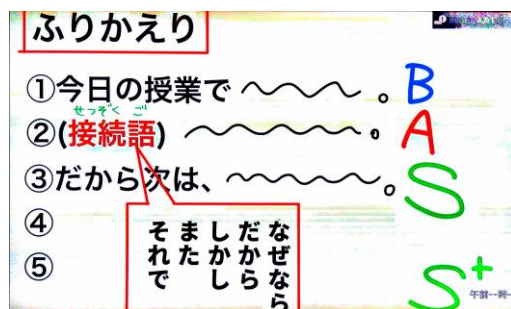 ふりかえり
①今日の授業で 。 B
せつぞくご
②(接続語) 。 A
③だから次は、 。 S
④
⑤ S+
なぜなら
だから
しかし
また
それで